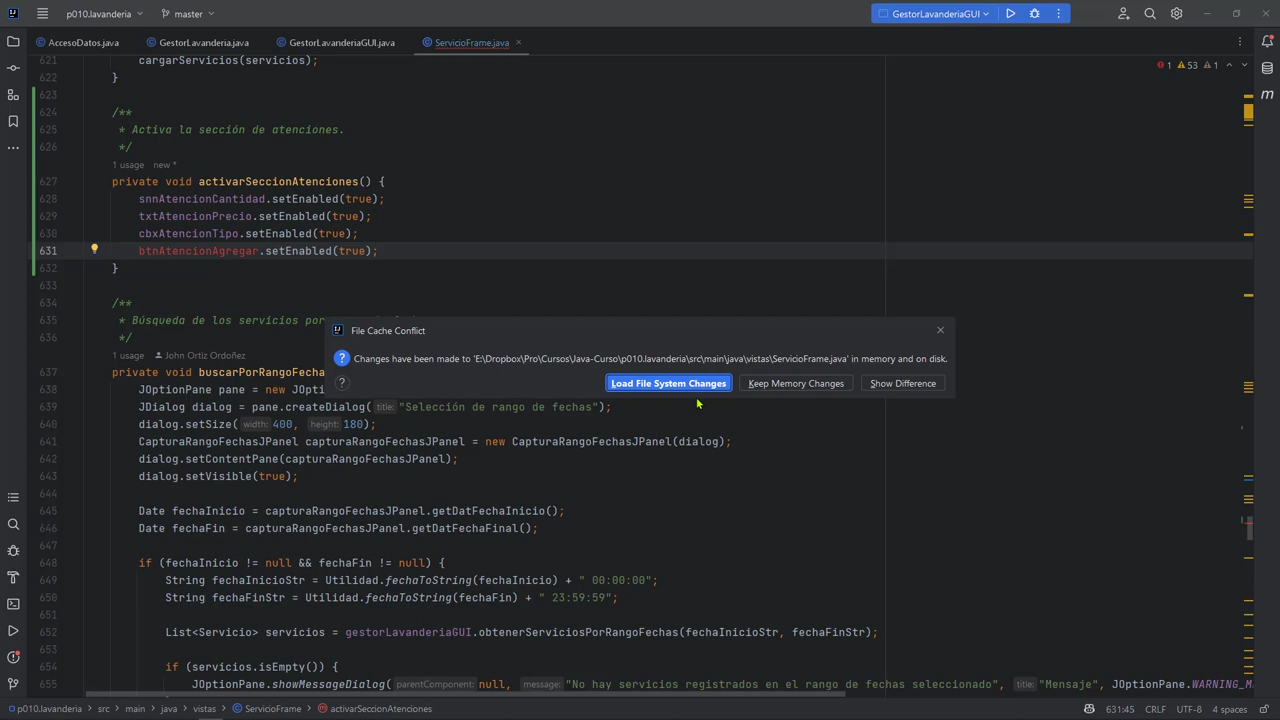 p010.lavanderia
master
GestorLavanderiaGUI
AccesoDatos.java
GestorLavanderia.java
GestorLavanderiaGUI.java
ServicioFrame.java
1 53 1
621 cargarServicios(servicios);
622 }
623
624 /**
625 * Activa la sección de atenciones.
626 */
1 usage new *
627 private void activarSeccionAtenciones() {
628 snnAtencionCantidad.setEnabled(true);
629 txtAtencionPrecio.setEnabled(true);
630 cbxAtencionTipo.setEnabled(true);
631 btnAtencionAgregar.setEnabled(true);
632 }
633
634 /**
635 * Búsqueda de los servicios por
636 */
1 usage John Ortiz Ordoñez
File Cache Conflict
Changes have been made to 'E:\Dropbox\Pro\Cursos\Java-Curso\p010.lavanderia\src\main\java\vistas\ServicioFrame.java' in memory and on disk.
Load File System Changes
Keep Memory Changes
Show Difference
637 private void buscarPorRangoFecha
638 JOptionPane pane = new JOpti
639 JDialog dialog = pane.createDialog( title: "Selección de rango de fechas");
640 dialog.setSize( width: 400, height: 180);
641 CapturaRangoFechasJPanel capturaRangoFechasJPanel = new CapturaRangoFechasJPanel(dialog);
642 dialog.setContentPane(capturaRangoFechasJPanel);
643 dialog.setVisible(true);
644
645 Date fechaInicio = capturaRangoFechasJPanel.getDatFechaInicio();
646 Date fechaFin = capturaRangoFechasJPanel.getDatFechaFinal();
647
648 if (fechaInicio != null && fechaFin != null) {
649 String fechaInicioStr = Utilidad.fechaToString(fechaInicio) + " 00:00:00";
650 String fechaFinStr = Utilidad.fechaToString(fechaFin) + " 23:59:59";
651
652 List<Servicio> servicios = gestorLavanderiaGUI.obtenerServiciosPorRangoFechas(fechaInicioStr, fechaFinStr);
653
654 if (servicios.isEmpty()) {
655 JOptionPane.showMessageDialog( parentComponent: null, message: "No hay servicios registrados en el rango de fechas seleccionado", title: "Mensaje", JOptionPane.WARNING_M
p010.lavanderia > src > main > java > vistas > ServicioFrame > activarSeccionAtenciones
631:45 CRLF UTF-8 4 spaces